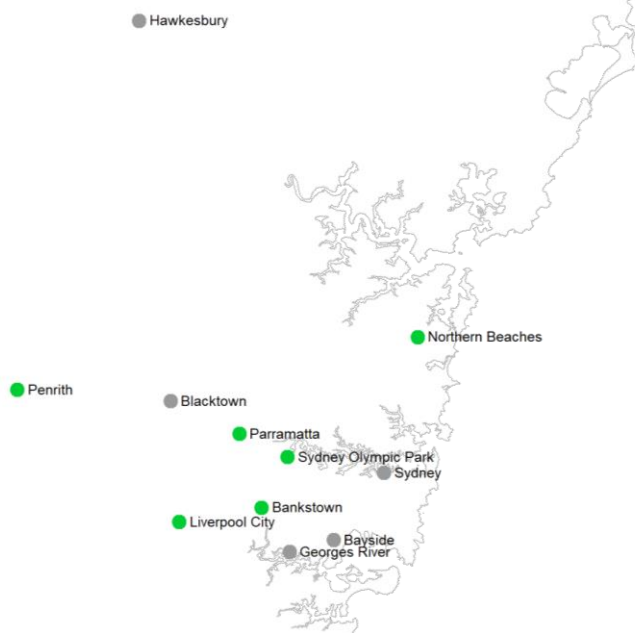 Hawkesbury
Northern Beaches
Penrith
Blacktown
Parramatta
Sydney Olympic Park
Sydney
Bankstown
Liverpool City
Bayside
Georges River